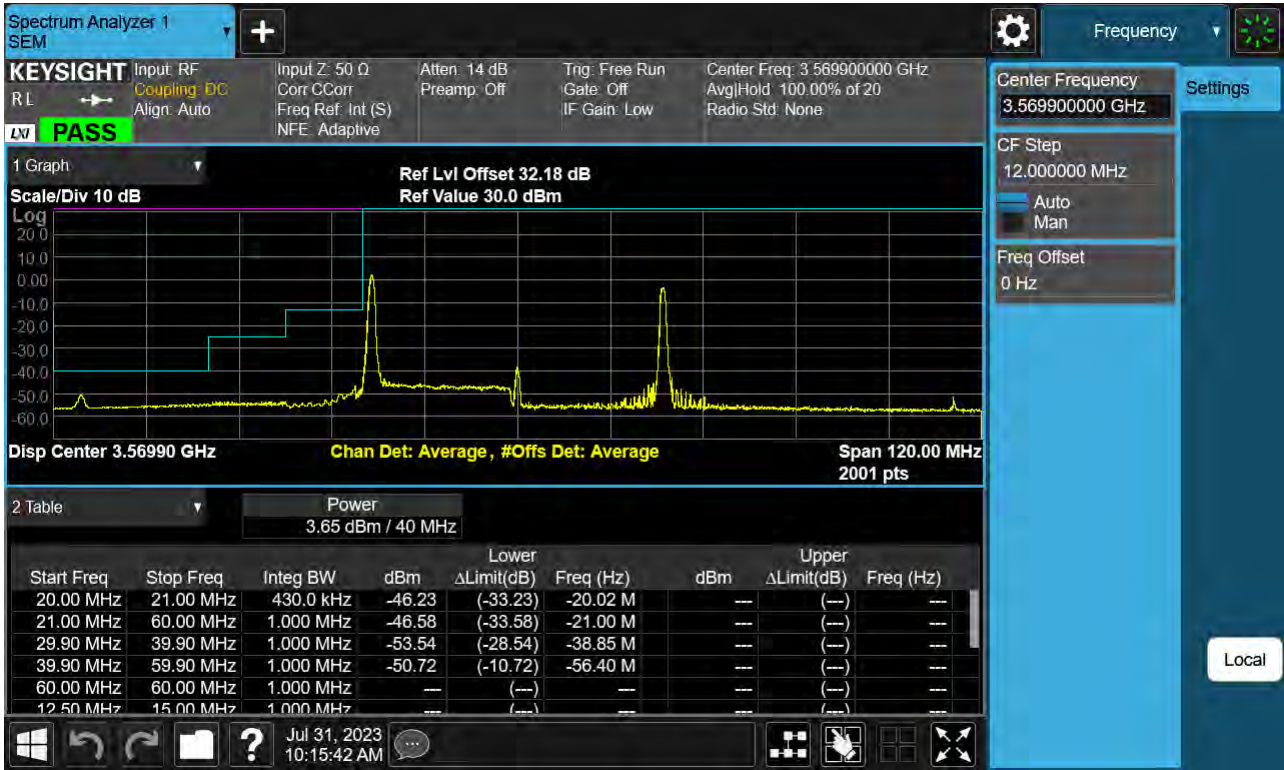 Spectrum Analyzer 1
SEM
Frequency
KEYSIGHT
RL
LXI
PASS
Input: RF
Coupling: DC
Align: Auto
Input Z: 50 Ω
Corr CCorr
Freq Ref: Int (S)
NFE: Adaptive
Atten: 14 dB
Preamp: Off
Trig: Free Run
Gate: Off
IF Gain: Low
Center Freq: 3.569900000 GHz
Avg|Hold: 100.00% of 20
Radio Std: None
1 Graph
Scale/Div 10 dB
Ref Lvl Offset 32.18 dB
Ref Value 30.0 dBm
Log
20.0
10.0
0.00
-10.0
-20.0
-30.0
-40.0
-50.0
-60.0
Disp Center 3.56990 GHz
Chan Det: Average, #Offs Det: Average
Span 120.00 MHz
2001 pts
2 Table
Power
3.65 dBm / 40 MHz
Lower Upper
Start Freq Stop Freq Integ BW dBm ΔLimit(dB) Freq (Hz) dBm ΔLimit(dB) Freq (Hz)
20.00 MHz 21.00 MHz 430.0 kHz -46.23 (-33.23) -20.02 M --- (---) ---
21.00 MHz 60.00 MHz 1.000 MHz -46.58 (-33.58) -21.00 M --- (---) ---
29.90 MHz 39.90 MHz 1.000 MHz -53.54 (-28.54) -38.85 M --- (---) ---
39.90 MHz 59.90 MHz 1.000 MHz -50.72 (-10.72) -56.40 M --- (---) ---
60.00 MHz 60.00 MHz 1.000 MHz --- (---) --- --- (---) ---
12.50 MHz 15.00 MHz 1.000 MHz --- (---) --- --- (---) ---
Jul 31, 2023
10:15:42 AM
Center Frequency
3.569900000 GHz
Settings
CF Step
12.000000 MHz
Auto
Man
Freq Offset
0 Hz
Local